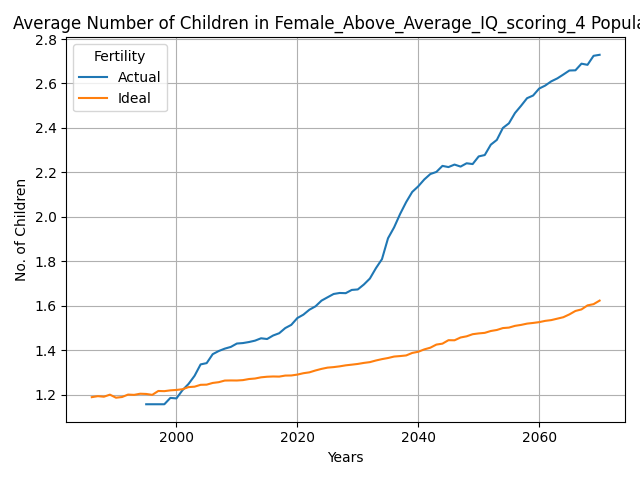 Average Number of Children in Female_Above_Average_IQ_scoring_4 Popula
2.8
2.6
2.4
2.2
2.0
1.8
1.6
1.4
1.2
No. of Children
Fertility
Actual
Ideal
2000 2020 2040 2060
Years